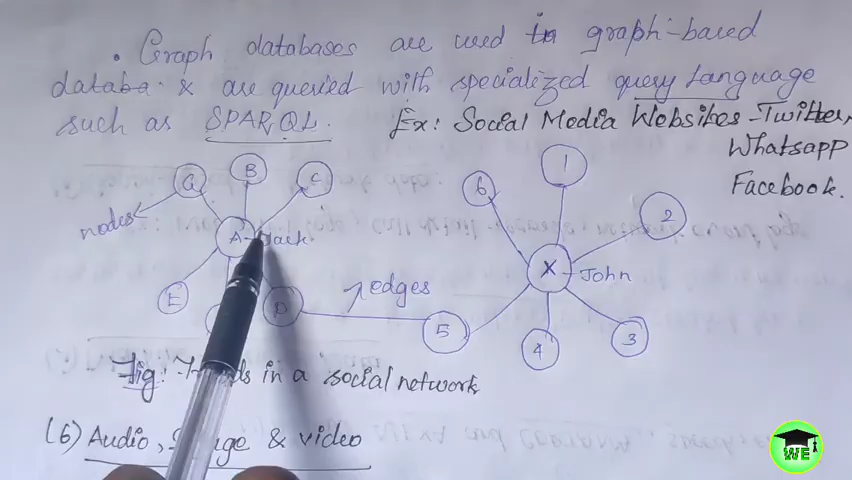 . Graph databases are used in graph-based
databa. & are queried with specialized query language
such as SPARQL.
Ex: Social Media Websites - Twitter,
Whatsapp
Facebook.
G
B
C
nodes
A-Jack.
E
D
edges
6
1
2
X - John
5
4
3
Fig: in a social network
(6) Audio, & video
WE